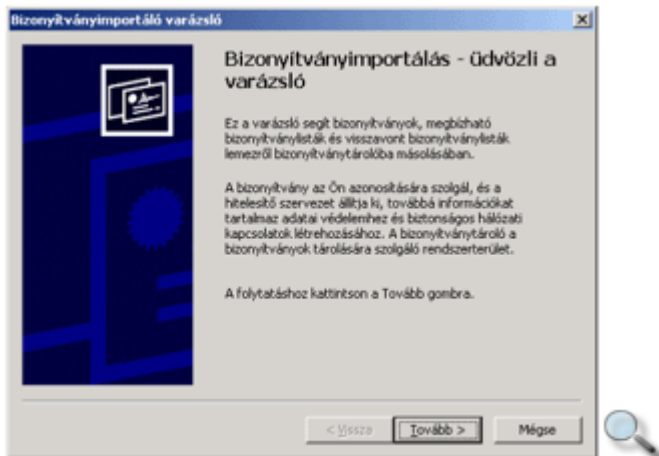 Bizonyítványimportáló varázsló
Bizonyítványimportálás - üdvözli a
varázsló
Ez a varázsló segít bizonyítványok, megbízható
bizonyítványlisták és visszavont bizonyítványlisták
lemezről bizonyítványtárolóba másolásában.
A bizonyítvány az Ön azonosítására szolgál, és a
hitelesítő szervezet állítja ki, továbbá információkat
tartalmaz adatai védelemhez és biztonságos hálózati
kapcsolatok létrehozásához. A bizonyítványtároló a
bizonyítványok tárolására szolgáló rendszerterület.
A folytatáshoz kattintson a Tovább gombra.
< Vissza Tovább > Mégse